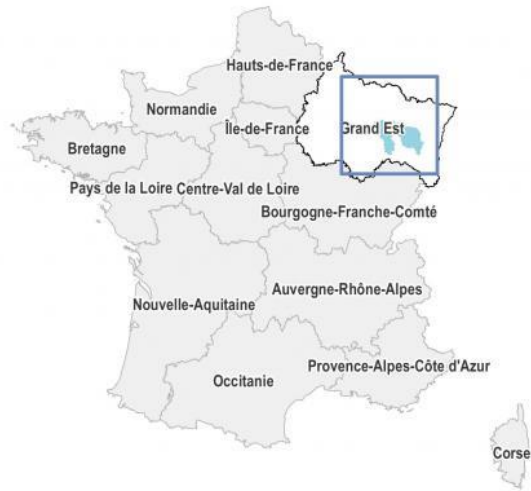 Hauts-de-France
Normandie
Île-de-France
Grand Est
Bretagne
Pays de la Loire
Centre-Val de Loire
Bourgogne-Franche-Comté
Auvergne-Rhône-Alpes
Nouvelle-Aquitaine
Provence-Alpes-Côte d'Azur
Occitanie
Corse